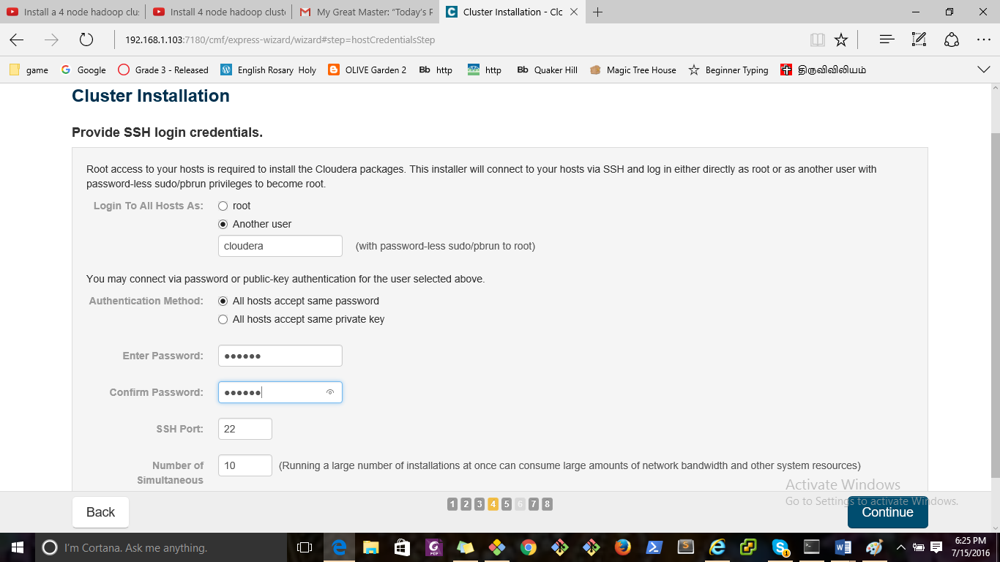 Install a 4 node hadoop clu
Install 4 node hadoop clust
My Great Master: “Today's F
Cluster Installation - Clc
192.168.1.103:7180/cmf/express-wizard/wizard#step=hostCredentialsStep
game
Google
Grade 3 - Released
English Rosary Holy
OLIVE Garden 2
Bb http
http
Bb Quaker Hill
Magic Tree House
Beginner Typing
திருவிவிலியம்
Cluster Installation
Provide SSH login credentials.
Root access to your hosts is required to install the Cloudera packages. This installer will connect to your hosts via SSH and log in either directly as root or as another user with
password-less sudo/pbrun privileges to become root.
Login To All Hosts As:
root
Another user
cloudera
(with password-less sudo/pbrun to root)
You may connect via password or public-key authentication for the user selected above.
Authentication Method:
All hosts accept same password
All hosts accept same private key
Enter Password:
Confirm Password:
SSH Port:
22
Number of
Simultaneous
10
(Running a large number of installations at once can consume large amounts of network bandwidth and other system resources)
Activate Windows
Go to Settings to activate Windows.
Back
1 2 3 4 5 6 7 8
Continue
I'm Cortana. Ask me anything.
6:25 PM
7/15/2016